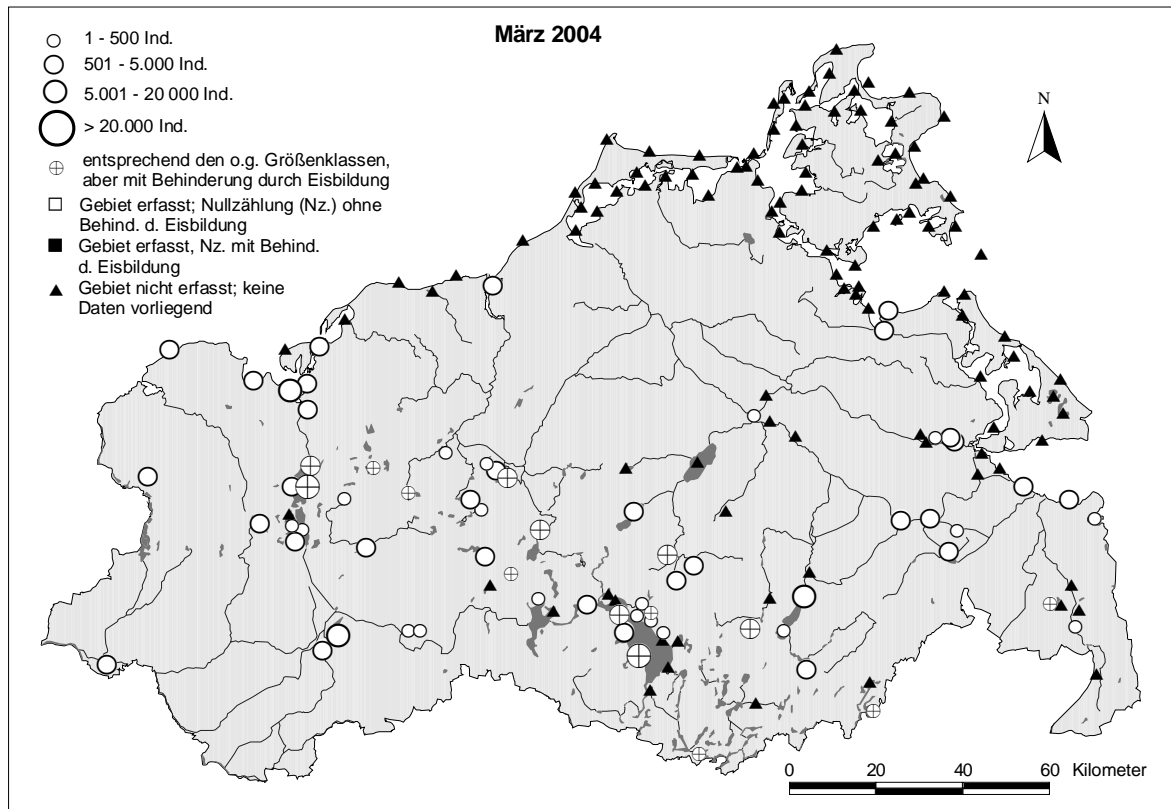 März 2004
1 - 500 Ind.
501 - 5.000 Ind.
5.001 - 20 000 Ind.
> 20.000 Ind.
entsprechend den o.g. Größenklassen,
aber mit Behinderung durch Eisbildung
Gebiet erfasst; Nullzählung (Nz.) ohne
Behind. d. Eisbildung
Gebiet erfasst, Nz. mit Behind.
d. Eisbildung
Gebiet nicht erfasst; keine
Daten vorliegend
N
0 20 40 60 Kilometer